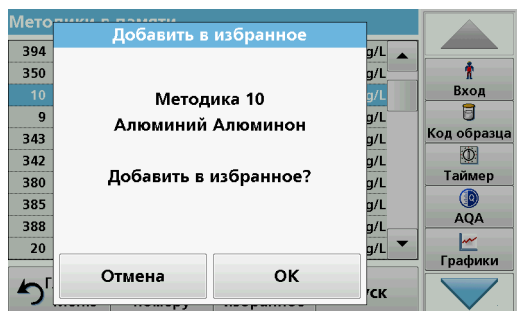 Методики в памяти
Добавить в избранное
394 g/L
350 g/L
10 g/L
9 g/L
343 g/L
342 g/L
380 g/L
385 g/L
388 g/L
20 g/L
Методика 10
Алюминий Алюминон
Добавить в избранное?
Отмена
OK
Вход
Код образца
Таймер
AQA
Графики